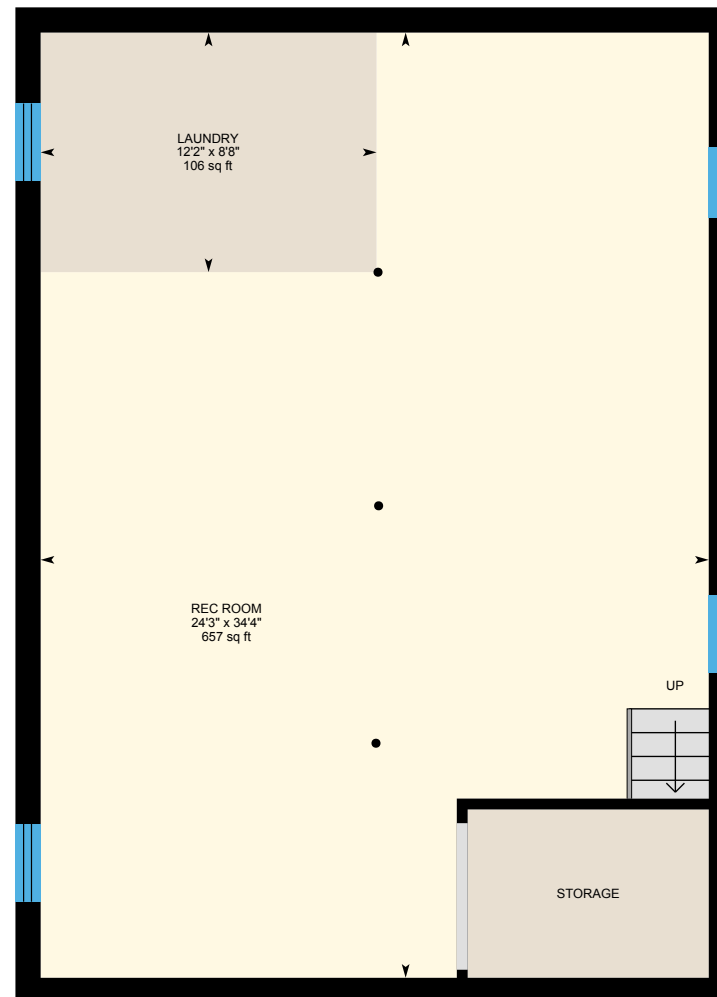 LAUNDRY
12'2" x 8'8"
106 sq ft
REC ROOM
24'3" x 34'4"
657 sq ft
UP
STORAGE